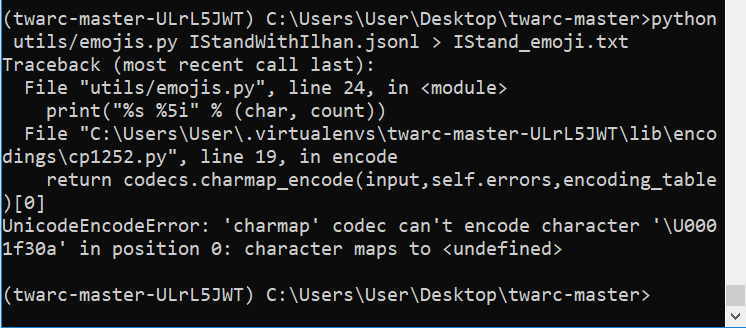 (twarc-master-ULrL5JWT) C:\Users\User\Desktop\twarc-master>python
 utils/emojis.py IStandWithIlhan.jsonl > IStand_emoji.txt
Traceback (most recent call last):
  File "utils/emojis.py", line 24, in <module>
    print("%s %5i" % (char, count))
  File "C:\Users\User\.virtualenvs\twarc-master-ULrL5JWT\lib\enco
dings\cp1252.py", line 19, in encode
    return codecs.charmap_encode(input,self.errors,encoding_table
)[0]
UnicodeEncodeError: 'charmap' codec can't encode character '\U000
1f30a' in position 0: character maps to <undefined>
(twarc-master-ULrL5JWT) C:\Users\User\Desktop\twarc-master>